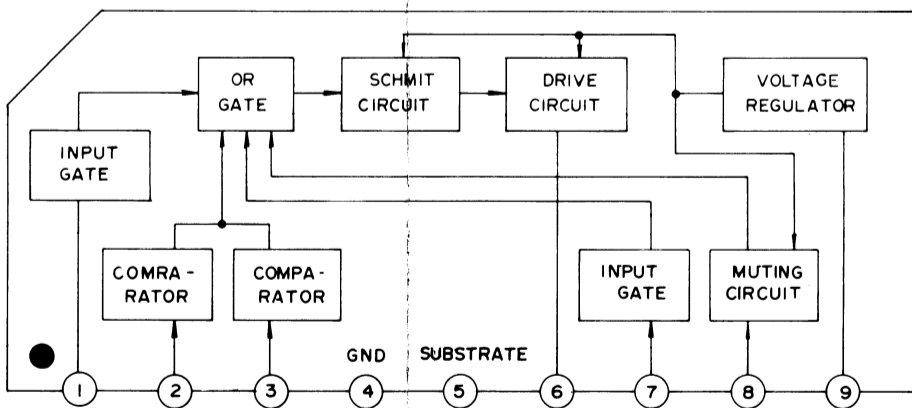 OR
GATE
SCHMIT
CIRCUIT
DRIVE
CIRCUIT
VOLTAGE
REGULATOR
INPUT
GATE
COMRA-
RATOR
COMPA-
RATOR
INPUT
GATE
MUTING
CIRCUIT
GND
SUBSTRATE
1
2
3
4
5
6
7
8
9